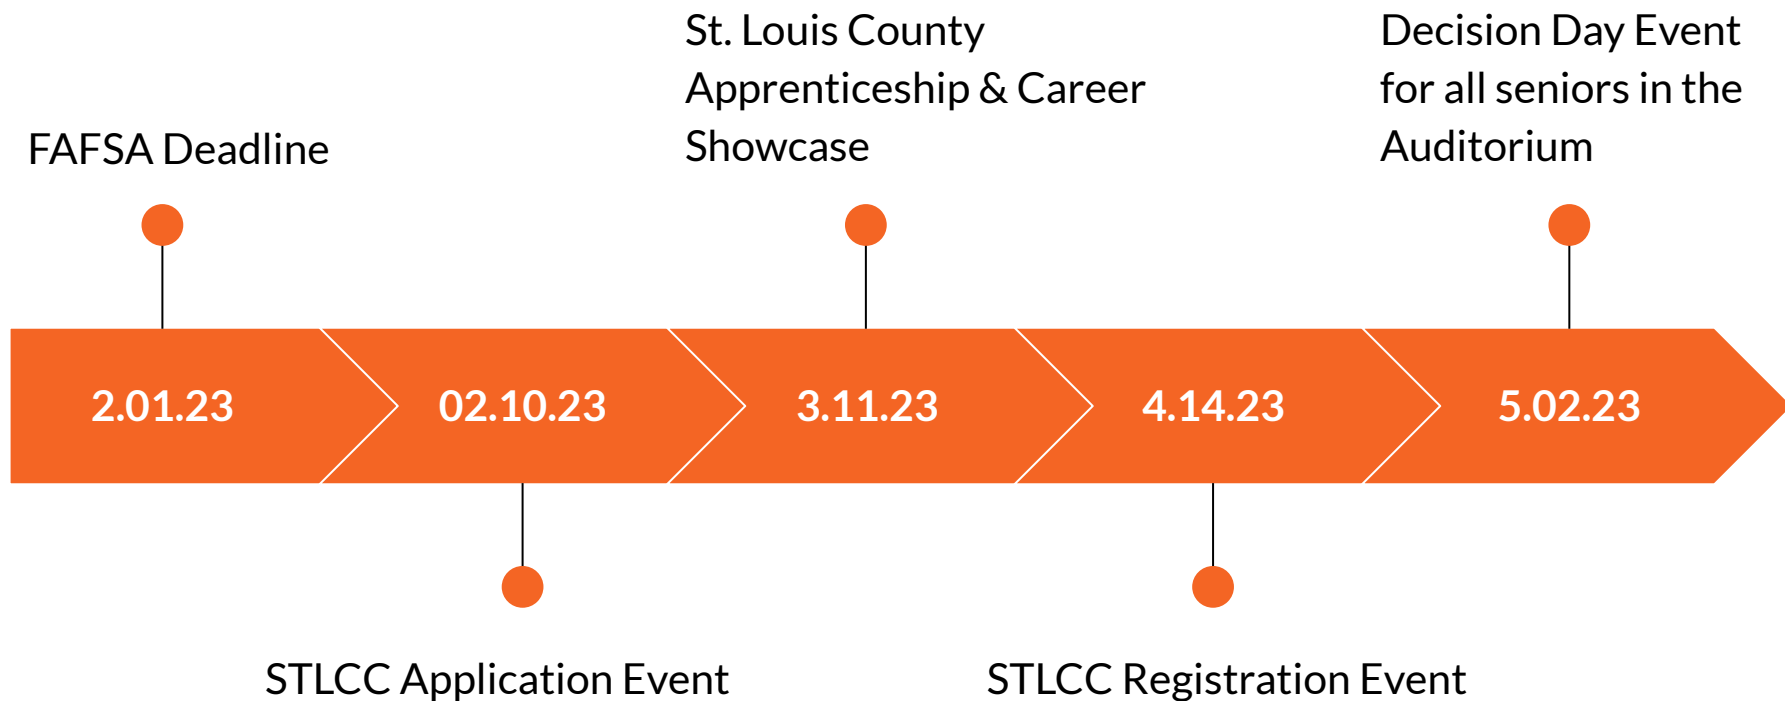 St. Louis County
Apprenticeship & Career
Showcase
Decision Day Event
for all seniors in the
Auditorium
FAFSA Deadline
2.01.23
02.10.23
3.11.23
4.14.23
5.02.23
STLCC Application Event
STLCC Registration Event